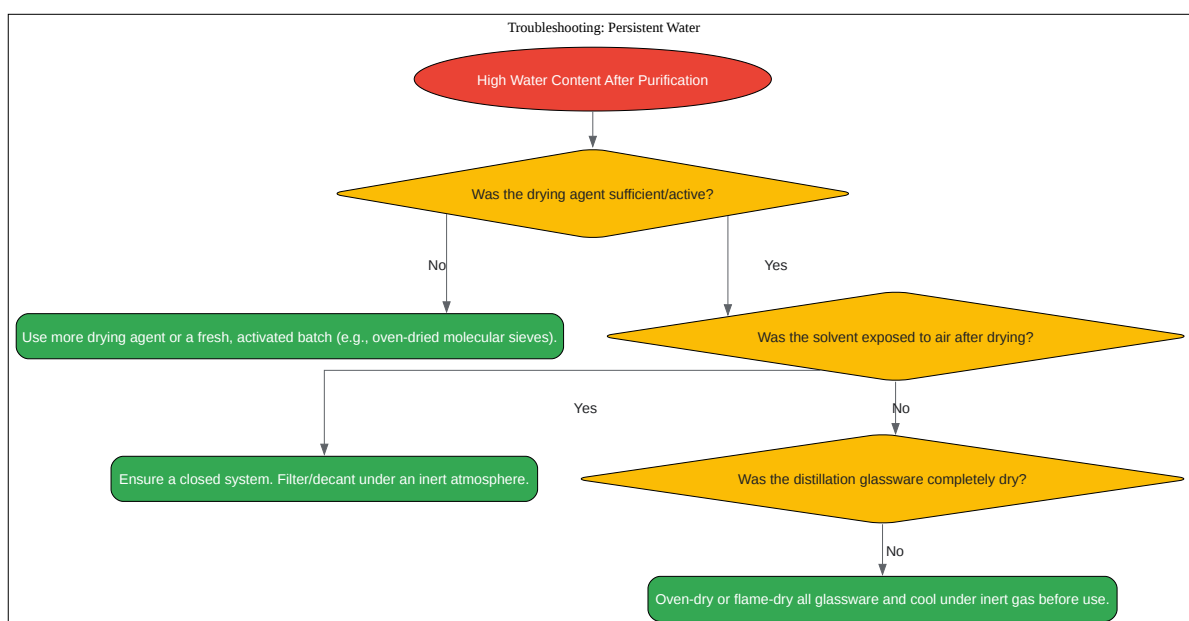 Troubleshooting: Persistent Water
High Water Content After Purification
Was the drying agent sufficient/active?
No
Yes
Use more drying agent or a fresh, activated batch (e.g., oven-dried molecular sieves).
Was the solvent exposed to air after drying?
Yes
No
Ensure a closed system. Filter/decant under an inert atmosphere.
Was the distillation glassware completely dry?
No
Oven-dry or flame-dry all glassware and cool under inert gas before use.